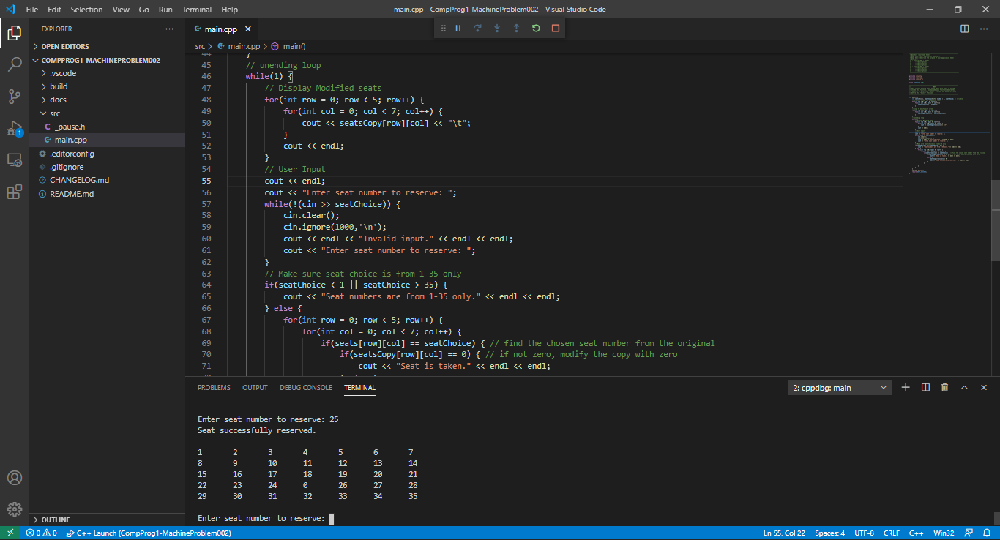 File Edit Selection View Go Run Terminal Help
main.cpp - CompProg1-MachineProblem002 - Visual Studio Code
EXPLORER
OPEN EDITORS
COMPPROG1-MACHINEPROBLEM002
.vscode
build
docs
src
_pause.h
main.cpp
.editorconfig
.gitignore
CHANGELOG.md
README.md
OUTLINE
1
main.cpp
src > main.cpp > main()
44 }
45 // unending loop
46 while(1) {
47 // Display Modified seats
48 for(int row = 0; row < 5; row++) {
49 for(int col = 0; col < 7; col++) {
50 cout << seatsCopy[row][col] << "\t";
51 }
52 cout << endl;
53 }
54 // User Input
55 cout << endl;
56 cout << "Enter seat number to reserve: ";
57 while(!(cin >> seatChoice)) {
58 cin.clear();
59 cin.ignore(1000,'\n');
60 cout << endl << "Invalid input." << endl << endl;
61 cout << "Enter seat number to reserve: ";
62 }
63 // Make sure seat choice is from 1-35 only
64 if(seatChoice < 1 || seatChoice > 35) {
65 cout << "Seat numbers are from 1-35 only." << endl << endl;
66 } else {
67 for(int row = 0; row < 5; row++) {
68 for(int col = 0; col < 7; col++) {
69 if(seats[row][col] == seatChoice) { // find the chosen seat number from the original
70 if(seatsCopy[row][col] == 0) { // if not zero, modify the copy with zero
71 cout << "Seat is taken." << endl << endl;
PROBLEMS OUTPUT DEBUG CONSOLE TERMINAL
2: cppdbg: main
Enter seat number to reserve: 25
Seat successfully reserved.
1 2 3 4 5 6 7
8 9 10 11 12 13 14
15 16 17 18 19 20 21
22 23 24 0 26 27 28
29 30 31 32 33 34 35
Enter seat number to reserve:
0 0 C++ Launch (CompProg1-MachineProblem002)
Ln 55, Col 22 Spaces: 4 UTF-8 CRLF C++ Win32